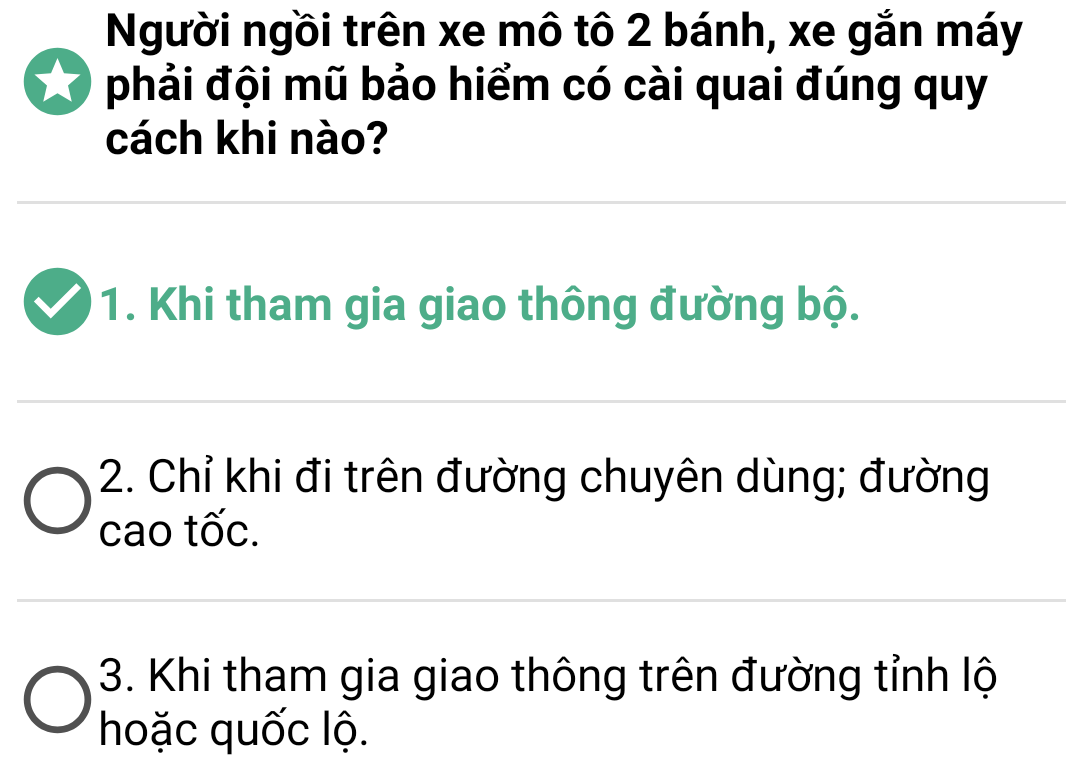 Người ngồi trên xe mô tô 2 bánh, xe gắn máy
phải đội mũ bảo hiểm có cài quai đúng quy
cách khi nào?
1. Khi tham gia giao thông đường bộ.
2. Chỉ khi đi trên đường chuyên dùng; đường
cao tốc.
3. Khi tham gia giao thông trên đường tỉnh lộ
hoặc quốc lộ.